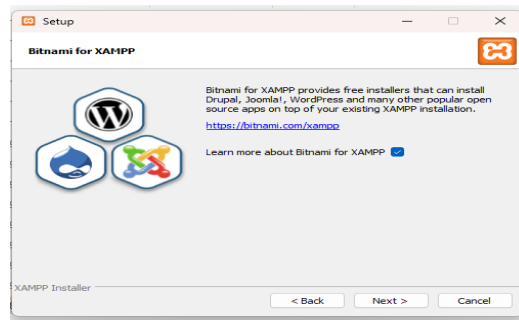 Setup
Bitnami for XAMPP
Bitnami for XAMPP provides free installers that can install
Drupal, Joomla!, WordPress and many other popular open
source apps on top of your existing XAMPP installation.
https://bitnami.com/xampp
Learn more about Bitnami for XAMPP
XAMPP Installer
< Back
Next >
Cancel